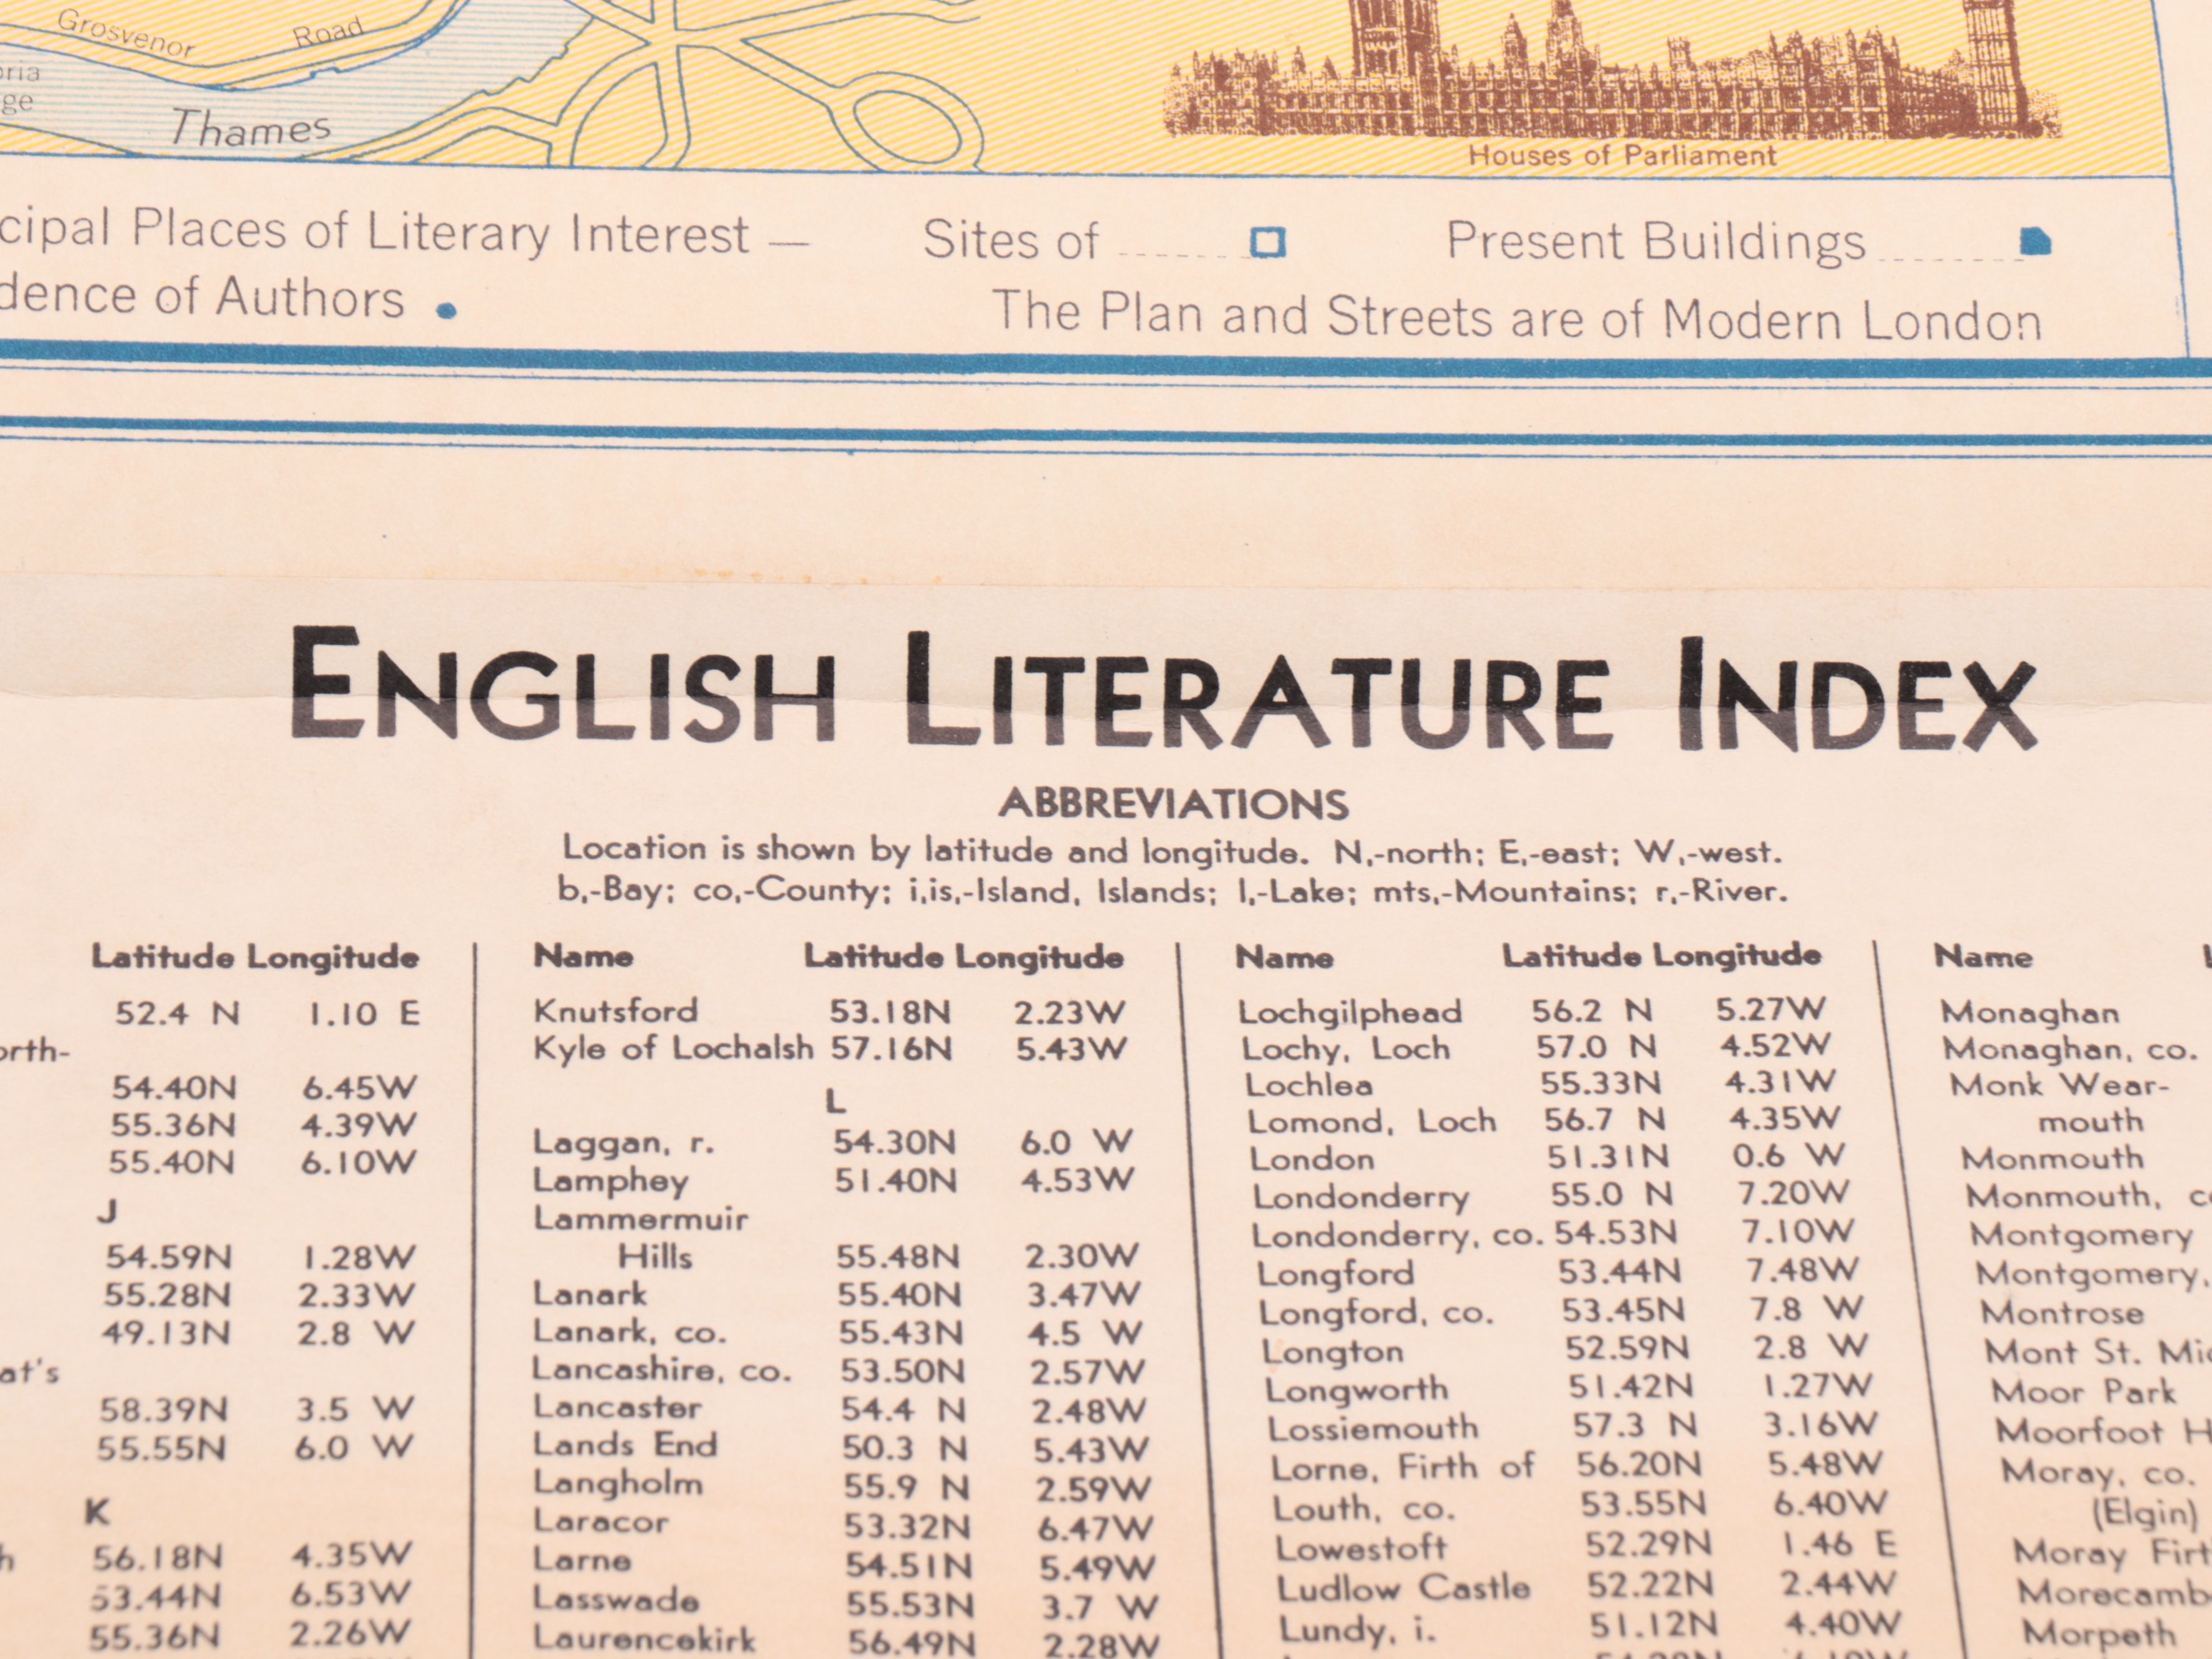 Grosvenor Road
Thames
Houses of Parliament
Places of Literary Interest — Sites of Present Buildings
of Authors
The Plan and Streets are of Modern London
ENGLISH LITERATURE INDEX
ABBREVIATIONS
Location is shown by latitude and longitude. N,-north; E,-east; W,-west.
b,-Bay; co,-County; i,is,-Island, Islands; l,-Lake; mts,-Mountains; r,-River.
Latitude Longitude
52.4 N 1.10 E
54.40N 6.45W
55.36N 4.39W
55.40N 6.10W
J
54.59N 1.28W
55.28N 2.33W
49.13N 2.8 W
58.39N 3.5 W
55.55N 6.0 W
K
56.18N 4.35W
53.44N 6.53W
55.36N 2.26W
Name Latitude Longitude
Knutsford 53.18N 2.23W
Kyle of Lochalsh 57.16N 5.43W
L
Laggan, r. 54.30N 6.0 W
Lamphey 51.40N 4.53W
Lammermuir
Hills 55.48N 2.30W
Lanark 55.40N 3.47W
Lanark, co. 55.43N 4.5 W
Lancashire, co. 53.50N 2.57W
Lancaster 54.4 N 2.48W
Lands End 50.3 N 5.43W
Langholm 55.9 N 2.59W
Laracor 53.32N 6.47W
Larne 54.51N 5.49W
Lasswade 55.53N 3.7 W
Laurencekirk 56.49N 2.28W
Name Latitude Longitude
Lochgilphead 56.2 N 5.27W
Lochy, Loch 57.0 N 4.52W
Lochlea 55.33N 4.31W
Lomond, Loch 56.7 N 4.35W
London 51.31N 0.6 W
Londonderry 55.0 N 7.20W
Londonderry, co. 54.53N 7.10W
Longford 53.44N 7.48W
Longford, co. 53.45N 7.8 W
Longton 52.59N 2.8 W
Longworth 51.42N 1.27W
Lossiemouth 57.3 N 3.16W
Lorne, Firth of 56.20N 5.48W
Louth, co. 53.55N 6.40W
Lowestoft 52.29N 1.46 E
Ludlow Castle 52.22N 2.44W
Lundy, i. 51.12N 4.40W
Name
Monaghan
Monaghan, co.
Monk Wear-
mouth
Monmouth
Monmouth,
Montgomery
Montgomery,
Montrose
Mont St.
Moor Park
Moorfoot
Moray, co.
(Elgin)
Moray
Morpeth